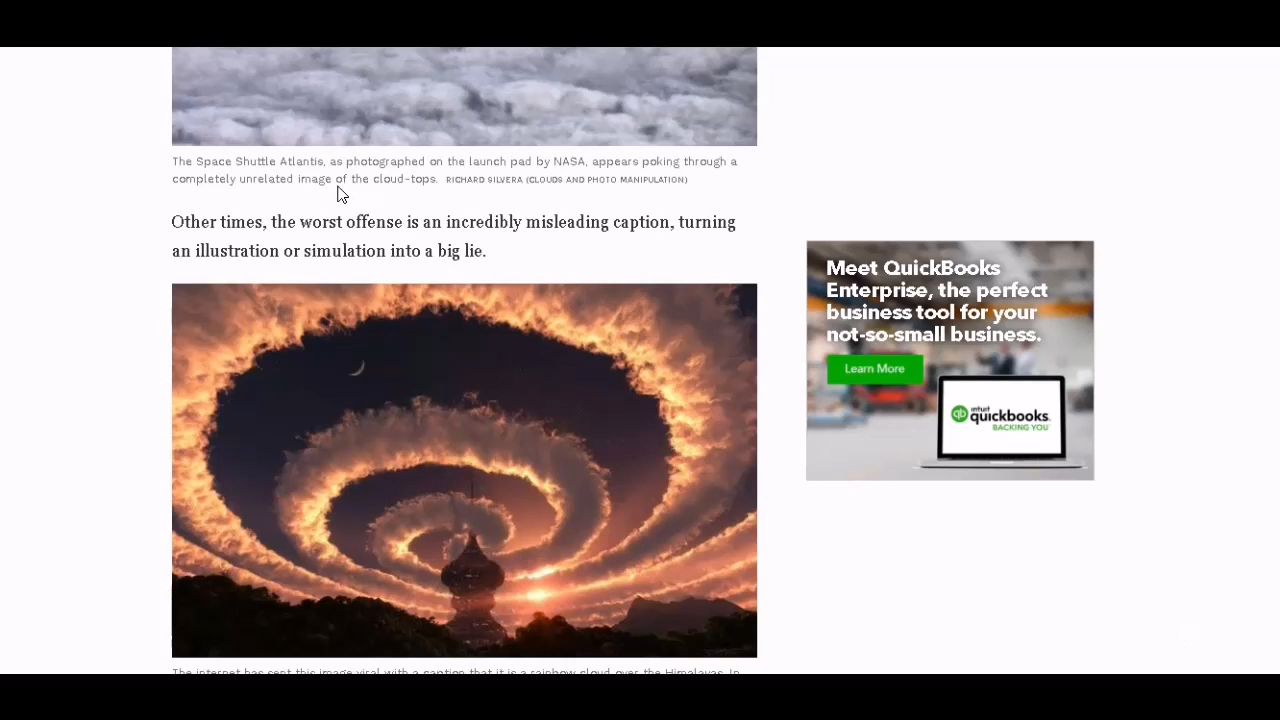 The Space Shuttle Atlantis, as photographed on the launch pad by NASA, appears poking through a
completely unrelated image of the cloud-tops. RICHARD SILVERA (CLOUDS AND PHOTO MANIPULATION)
Other times, the worst offense is an incredibly misleading caption, turning
an illustration or simulation into a big lie.
The internet has sent this image viral with a caption that it is a rainbow cloud over the Himalayas. In
Meet QuickBooks
Enterprise, the perfect
business tool for your
not-so-small business.
Learn More
qb intuit
quickbooks.
BACKING YOU